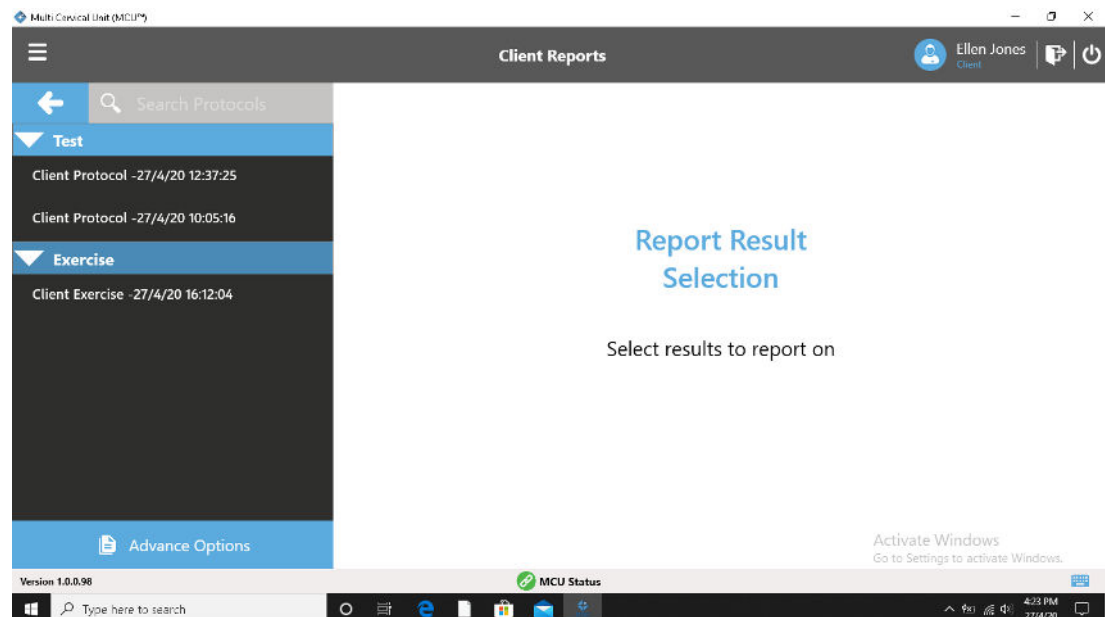 Multi Cervical Unit (MCU™)
Client Reports
Ellen Jones
Client
Search Protocols
Test
Client Protocol -27/4/20 12:37:25
Client Protocol -27/4/20 10:05:16
Exercise
Client Exercise -27/4/20 16:12:04
Report Result
Selection
Select results to report on
Advance Options
Activate Windows
Go to Settings to activate Windows.
Version 1.0.0.98
MCU Status
Type here to search
4:23 PM
27/4/20